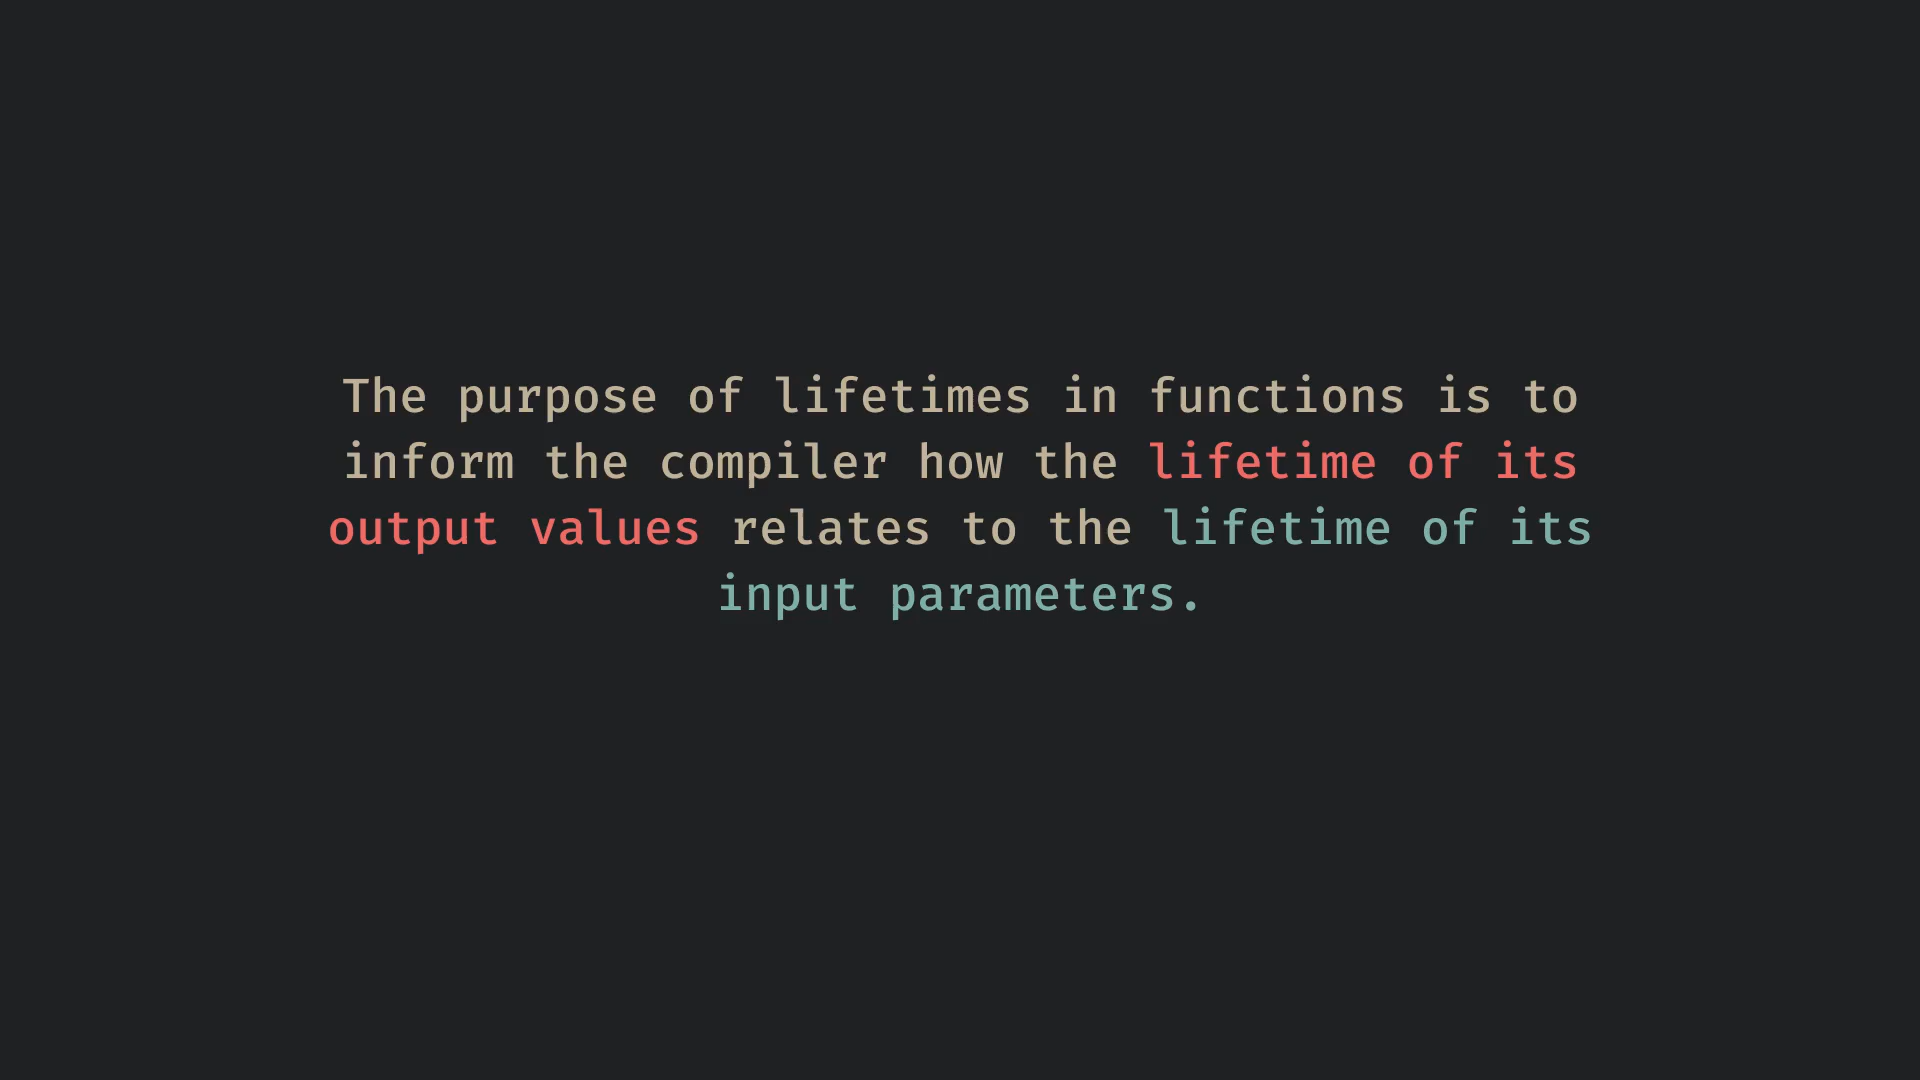 The purpose of lifetimes in functions is to
inform the compiler how the lifetime of its
output values relates to the lifetime of its
input parameters.